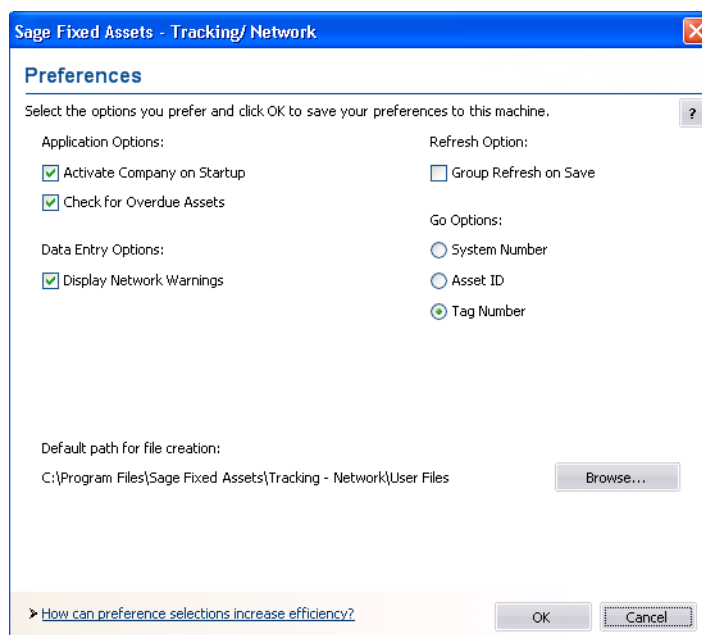 Sage Fixed Assets - Tracking/ Network
Preferences
Select the options you prefer and click OK to save your preferences to this machine.
?
Application Options:
Activate Company on Startup
Check for Overdue Assets
Data Entry Options:
Display Network Warnings
Refresh Option:
Group Refresh on Save
Go Options:
System Number
Asset ID
Tag Number
Default path for file creation:
C:\Program Files\Sage Fixed Assets\Tracking - Network\User Files
Browse...
How can preference selections increase efficiency?
OK
Cancel